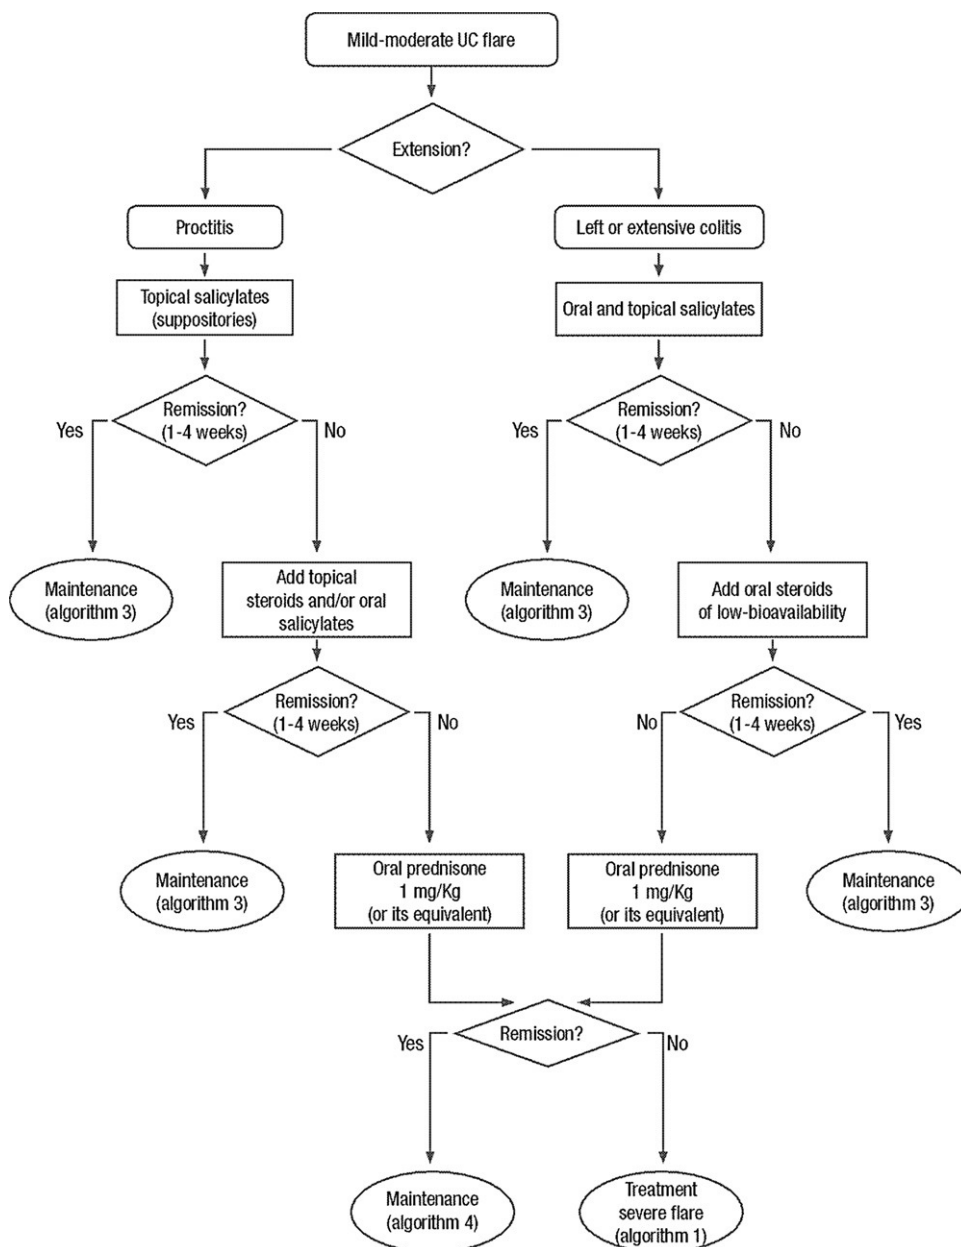 Mild-moderate UC flare
Extension?
Proctitis
Left or extensive colitis
Topical salicylates
(suppositories)
Oral and topical salicylates
Remission?
(1-4 weeks)
Yes
No
Remission?
(1-4 weeks)
Yes
No
Maintenance
(algorithm 3)
Add topical
steroids and/or oral
salicylates
Maintenance
(algorithm 3)
Add oral steroids
of low-bioavailability
Remission?
(1-4 weeks)
Yes
No
Remission?
(1-4 weeks)
No
Yes
Maintenance
(algorithm 3)
Oral prednisone
1 mg/Kg
(or its equivalent)
Oral prednisone
1 mg/Kg
(or its equivalent)
Maintenance
(algorithm 3)
Remission?
Yes
No
Maintenance
(algorithm 4)
Treatment
severe flare
(algorithm 1)